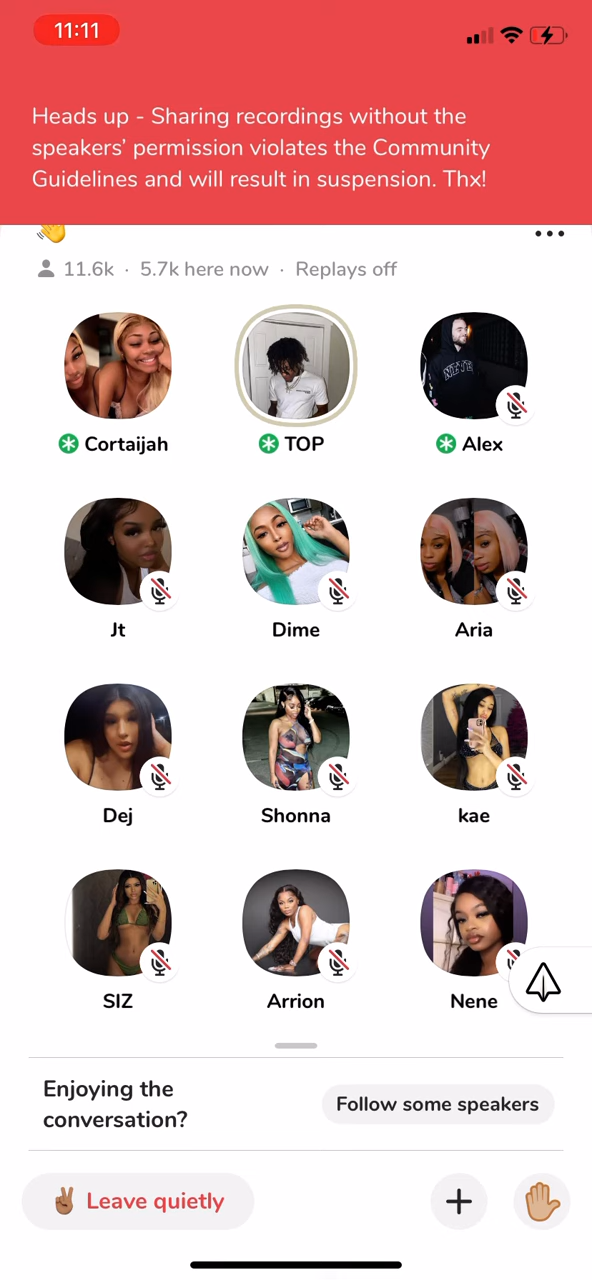 11:11
Heads up - Sharing recordings without the
speakers’ permission violates the Community
Guidelines and will result in suspension. Thx!
11.6k · 5.7k here now · Replays off
Cortaijah TOP Alex
Jt Dime Aria
Dej Shonna kae
SIZ Arrion Nene
Enjoying the
conversation?
Follow some speakers
Leave quietly